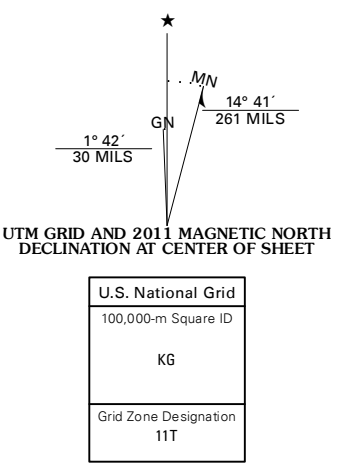 ★
MN
GN
14° 41´
261 MILS
1° 42´
30 MILS
UTM GRID AND 2011 MAGNETIC NORTH
DECLINATION AT CENTER OF SHEET
U.S. National Grid
100,000-m Square ID
KG
Grid Zone Designation
11T